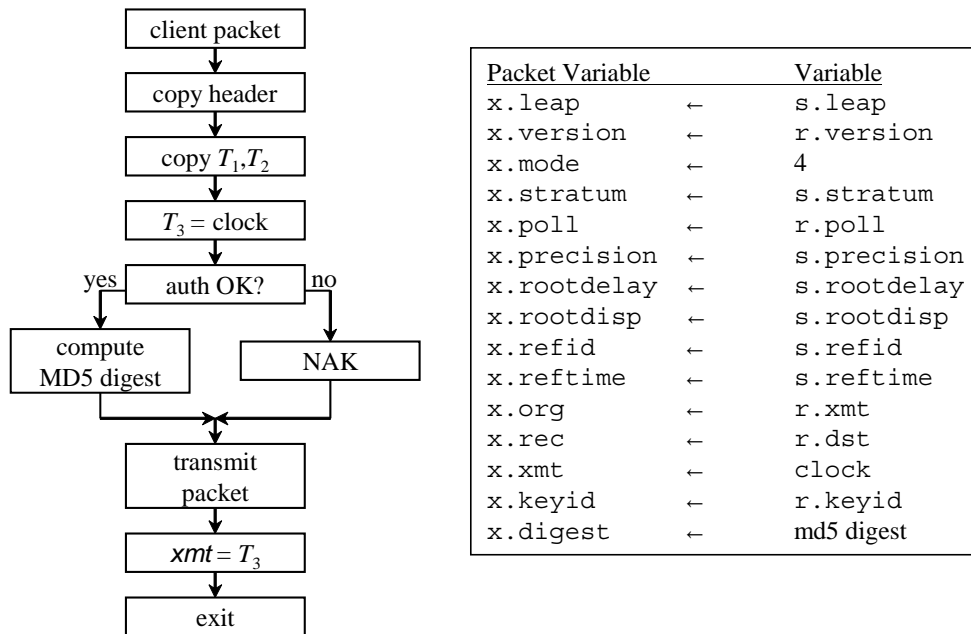 client packet
copy header
copy T1,T2
T3 = clock
yes
auth OK?
no
compute
MD5 digest
NAK
transmit
packet
xmt = T3
exit
Packet Variable Variable
x.leap ← s.leap
x.version ← r.version
x.mode ← 4
x.stratum ← s.stratum
x.poll ← r.poll
x.precision ← s.precision
x.rootdelay ← s.rootdelay
x.rootdisp ← s.rootdisp
x.refid ← s.refid
x.reftime ← s.reftime
x.org ← r.xmt
x.rec ← r.dst
x.xmt ← clock
x.keyid ← r.keyid
x.digest ← md5 digest